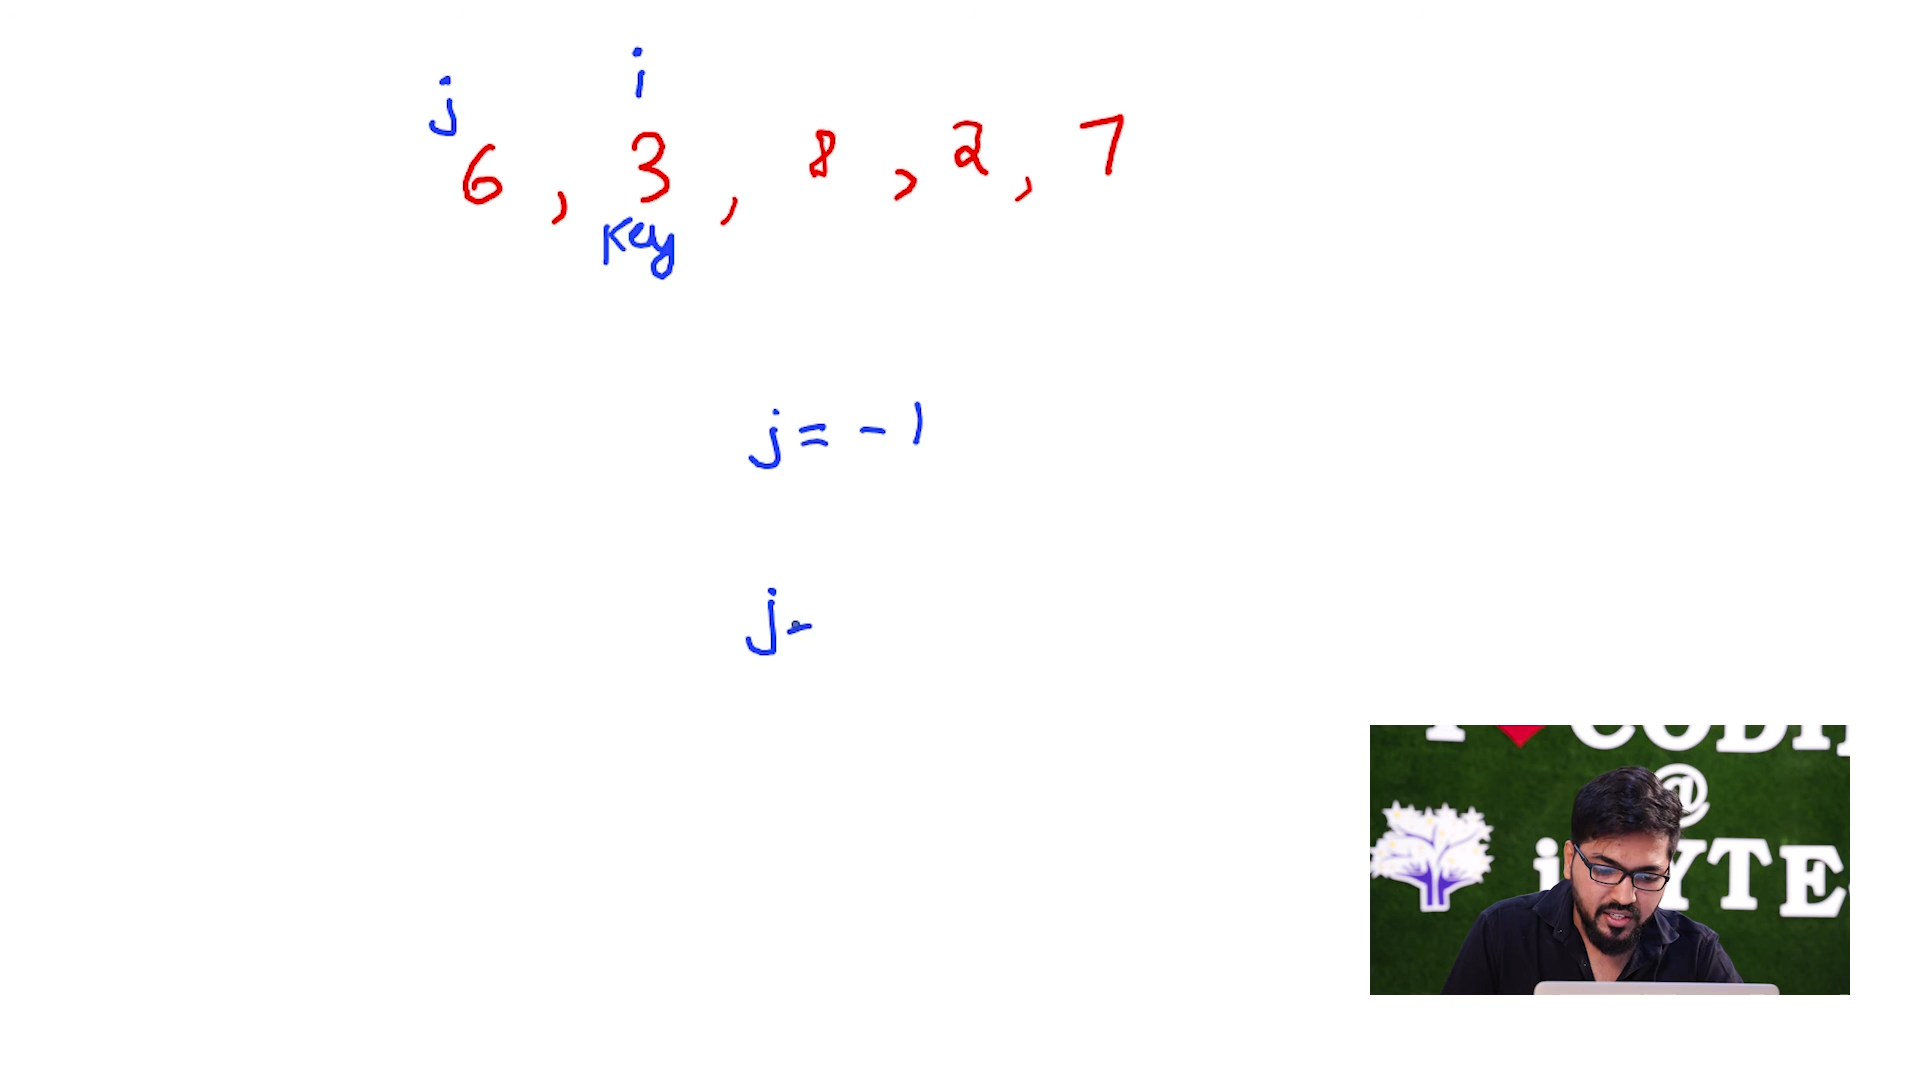 j i
6 , 3 , 8 , 2 , 7
Key
j = - 1
j -
@